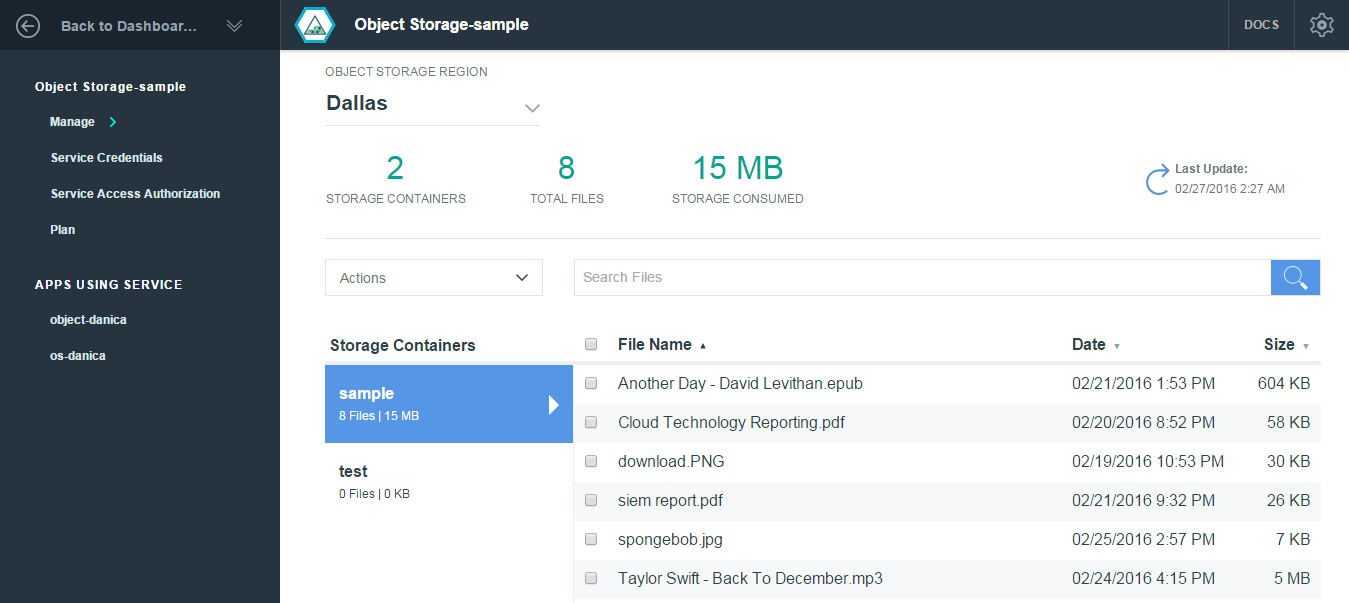 Back to Dashboar...
Object Storage-sample
DOCS
Object Storage-sample
Manage
Service Credentials
Service Access Authorization
Plan
APPS USING SERVICE
object-danica
os-danica
OBJECT STORAGE REGION
Dallas
2
STORAGE CONTAINERS
8
TOTAL FILES
15 MB
STORAGE CONSUMED
Last Update:
02/27/2016 2:27 AM
Actions
Search Files
Storage Containers
sample
8 Files | 15 MB
test
0 Files | 0 KB
File Name Date Size
Another Day - David Levithan.epub 02/21/2016 1:53 PM 604 KB
Cloud Technology Reporting.pdf 02/20/2016 8:52 PM 58 KB
download.PNG 02/19/2016 10:53 PM 30 KB
siem report.pdf 02/21/2016 9:32 PM 26 KB
spongebob.jpg 02/25/2016 2:57 PM 7 KB
Taylor Swift - Back To December.mp3 02/24/2016 4:15 PM 5 MB